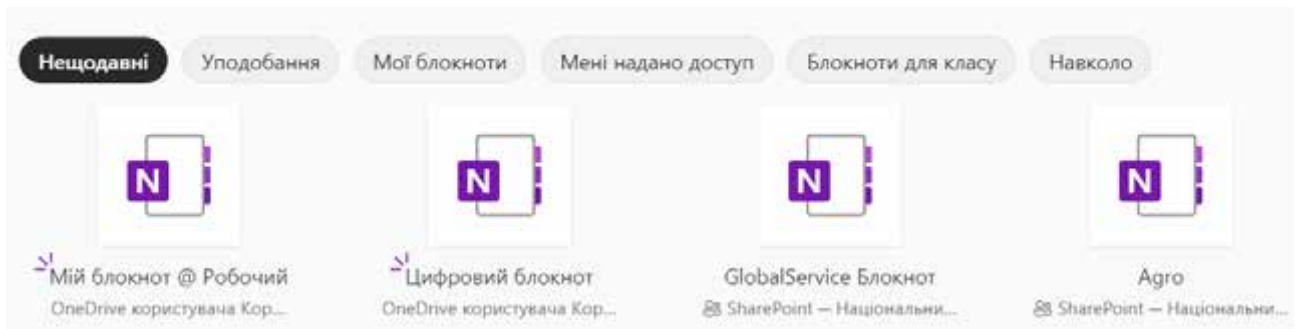 Нещодавні Уподобання Мої блокноти Мені надано доступ Блокноти для класу Навколо
N N N N
Мій блокнот @ Робочий Цифровий блокнот GlobalService Блокнот Agro
OneDrive користувача Кор... OneDrive користувача Кор... SharePoint — Національни... SharePoint — Національни...